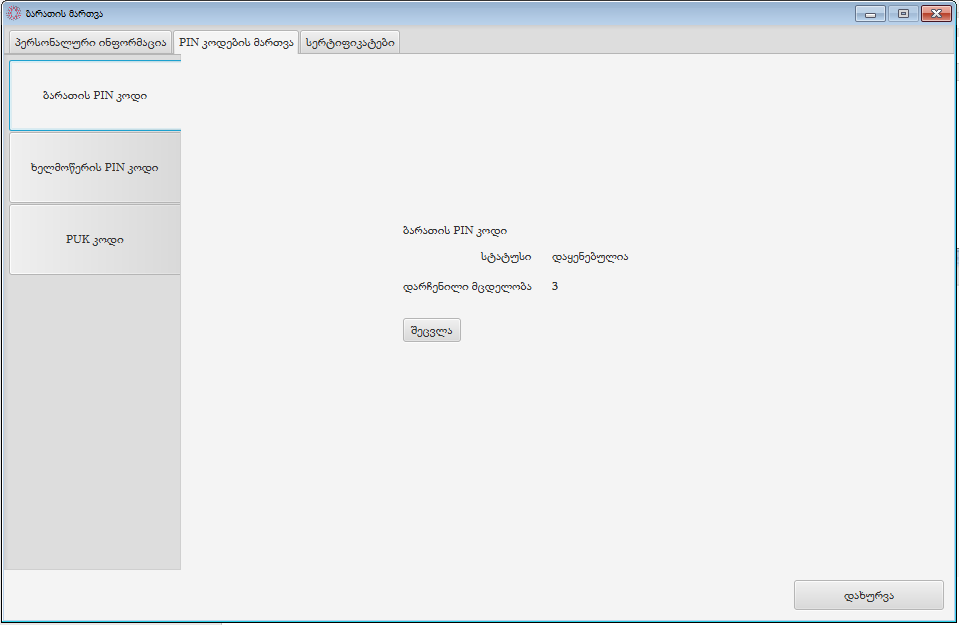 ბარათის მართვა
პერსონალური ინფორმაცია
PIN კოდების მართვა
სერტიფიკატები
ბარათის PIN კოდი
ხელმოწერის PIN კოდი
PUK კოდი
ბარათის PIN კოდი
სტატუსი დაყენებულია
დარჩენილი მცდელობა 3
შეცვლა
დახურვა